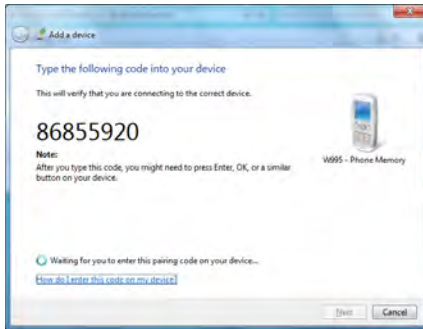 Add a device
Type the following code into your device
This will verify that you are connecting to the correct device.
86855920
Note:
After you type this code, you might need to press Enter, OK, or a similar
button on your device.
W995 - Phone Memory
Waiting for you to enter this pairing code on your device...
How do I enter this code on my device?
Next
Cancel